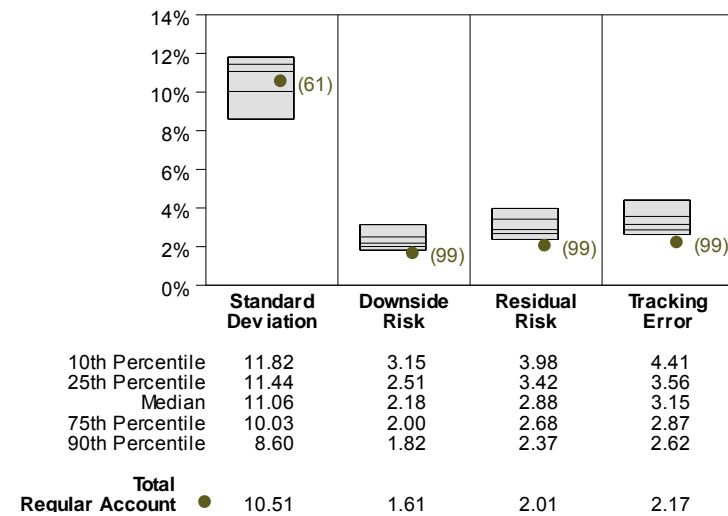 14%
12%
10%
8%
6%
4%
2%
0%
(61)
(99)
(99)
(99)
Standard Deviation
Downside Risk
Residual Risk
Tracking Error
10th Percentile 11.82 3.15 3.98 4.41
25th Percentile 11.44 2.51 3.42 3.56
Median 11.06 2.18 2.88 3.15
75th Percentile 10.03 2.00 2.68 2.87
90th Percentile 8.60 1.82 2.37 2.62
Total
Regular Account 10.51 1.61 2.01 2.17